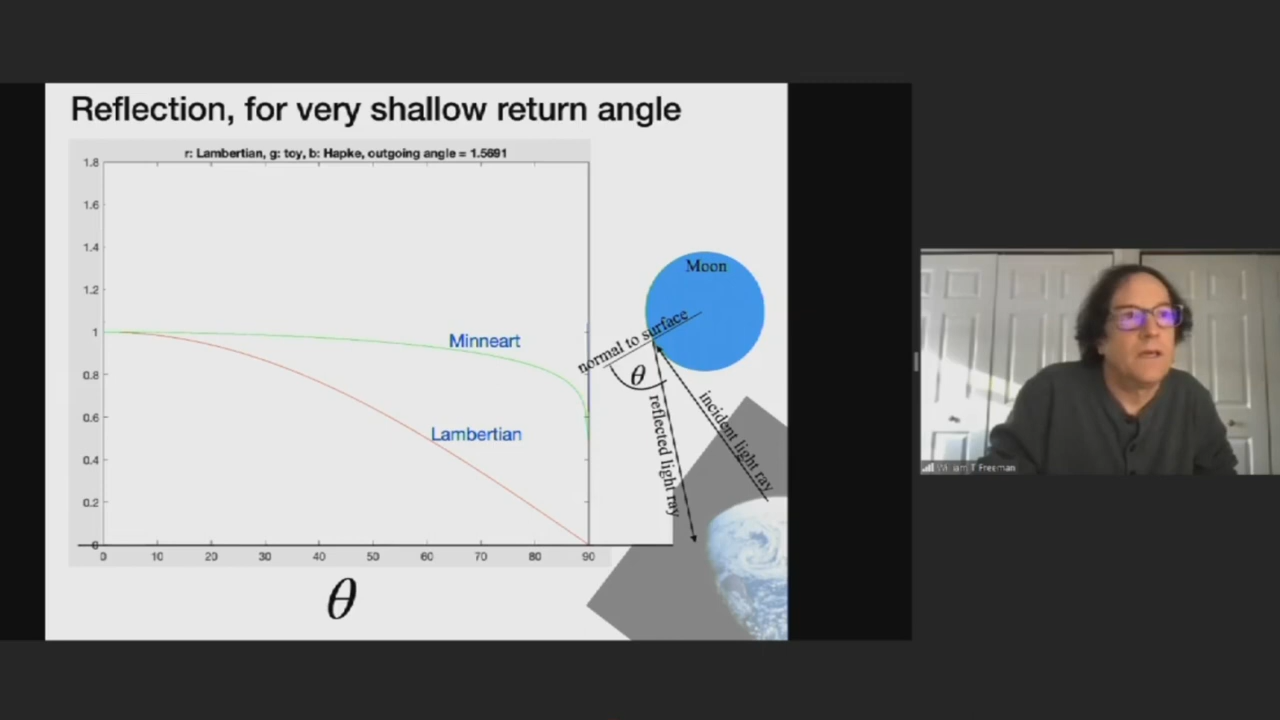 Reflection, for very shallow return angle
r: Lambertian, g: toy, b: Hapke, outgoing angle = 1.5691
1.8
1.6
1.4
1.2
1
0.8
0.6
0.4
0.2
0
0 10 20 30 40 50 60 70 80 90
θ
Minneart
Lambertian
Moon
normal to surface
θ
reflected light ray
incident light ray
William T Freeman